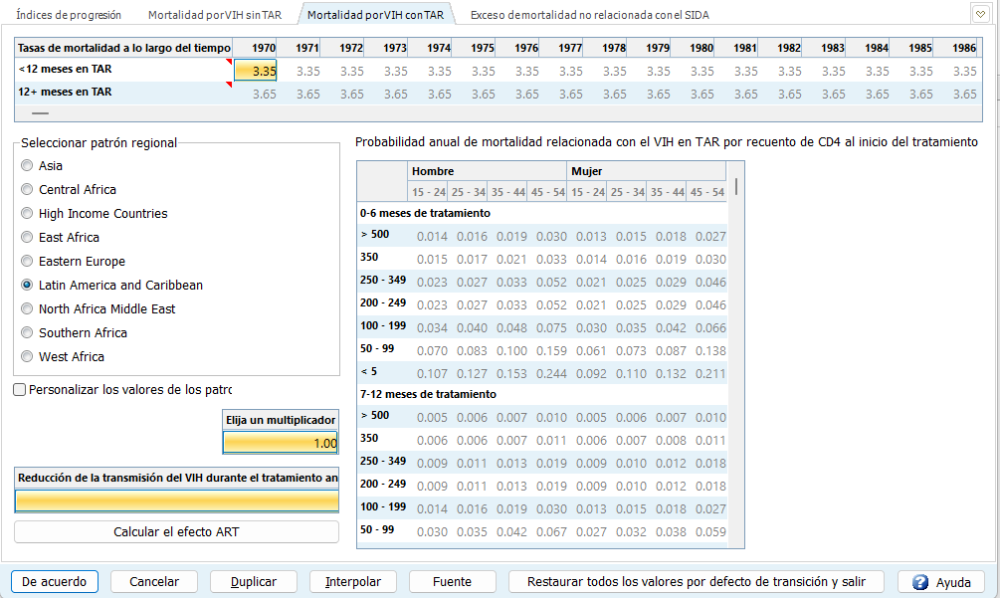 Índices de progresión Mortalidad por VIH sin TAR Mortalidad por VIH con TAR Exceso de mortalidad no relacionada con el SIDA
Tasas de mortalidad a lo largo del tiempo 1970 1971 1972 1973 1974 1975 1976 1977 1978 1979 1980 1981 1982 1983 1984 1985 1986
<12 meses en TAR 3.35 3.35 3.35 3.35 3.35 3.35 3.35 3.35 3.35 3.35 3.35 3.35 3.35 3.35 3.35 3.35 3.35
12+ meses en TAR 3.65 3.65 3.65 3.65 3.65 3.65 3.65 3.65 3.65 3.65 3.65 3.65 3.65 3.65 3.65 3.65 3.65
Seleccionar patrón regional
Asia
Central Africa
High Income Countries
East Africa
Eastern Europe
Latin America and Caribbean
North Africa Middle East
Southern Africa
West Africa
Personalizar los valores de los patrc
Elija un multiplicador
1.00
Reducción de la transmisión del VIH durante el tratamiento an
Calcular el efecto ART
Probabilidad anual de mortalidad relacionada con el VIH en TAR por recuento de CD4 al inicio del tratamiento
Hombre Mujer
15 - 24 25 - 34 35 - 44 45 - 54 15 - 24 25 - 34 35 - 44 45 - 54
0-6 meses de tratamiento
> 500 0.014 0.016 0.019 0.030 0.013 0.015 0.018 0.027
350 0.015 0.017 0.021 0.033 0.014 0.016 0.019 0.030
250 - 349 0.023 0.027 0.033 0.052 0.021 0.025 0.029 0.046
200 - 249 0.023 0.027 0.033 0.052 0.021 0.025 0.029 0.046
100 - 199 0.034 0.040 0.048 0.075 0.030 0.035 0.042 0.066
50 - 99 0.070 0.083 0.100 0.159 0.061 0.073 0.087 0.138
< 5 0.107 0.127 0.153 0.244 0.092 0.110 0.132 0.211
7-12 meses de tratamiento
> 500 0.005 0.006 0.007 0.010 0.005 0.006 0.007 0.010
350 0.006 0.006 0.007 0.011 0.006 0.007 0.008 0.011
250 - 349 0.009 0.011 0.013 0.019 0.009 0.010 0.012 0.018
200 - 249 0.009 0.011 0.013 0.019 0.009 0.010 0.012 0.018
100 - 199 0.014 0.016 0.019 0.030 0.013 0.015 0.018 0.027
50 - 99 0.030 0.035 0.042 0.067 0.027 0.032 0.038 0.059
De acuerdo Cancelar Duplicar Interpolar Fuente Restaurar todos los valores por defecto de transición y salir Ayuda